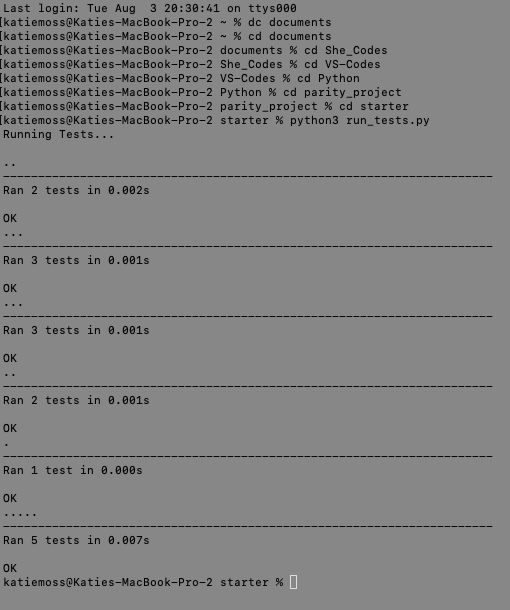 Last login: Tue Aug  3 20:30:41 on ttys000
[katiemoss@Katies-MacBook-Pro-2 ~ % dc documents
[katiemoss@Katies-MacBook-Pro-2 ~ % cd documents
[katiemoss@Katies-MacBook-Pro-2 documents % cd She_Codes
[katiemoss@Katies-MacBook-Pro-2 She_Codes % cd VS-Codes
[katiemoss@Katies-MacBook-Pro-2 VS-Codes % cd Python
[katiemoss@Katies-MacBook-Pro-2 Python % cd parity_project
[katiemoss@Katies-MacBook-Pro-2 parity_project % cd starter
[katiemoss@Katies-MacBook-Pro-2 starter % python3 run_tests.py
Running Tests...
..
----------------------------------------------------------------------
Ran 2 tests in 0.002s
OK
...
----------------------------------------------------------------------
Ran 3 tests in 0.001s
OK
...
----------------------------------------------------------------------
Ran 3 tests in 0.001s
OK
..
----------------------------------------------------------------------
Ran 2 tests in 0.001s
OK
.
----------------------------------------------------------------------
Ran 1 test in 0.000s
OK
.....
----------------------------------------------------------------------
Ran 5 tests in 0.007s
OK
katiemoss@Katies-MacBook-Pro-2 starter %